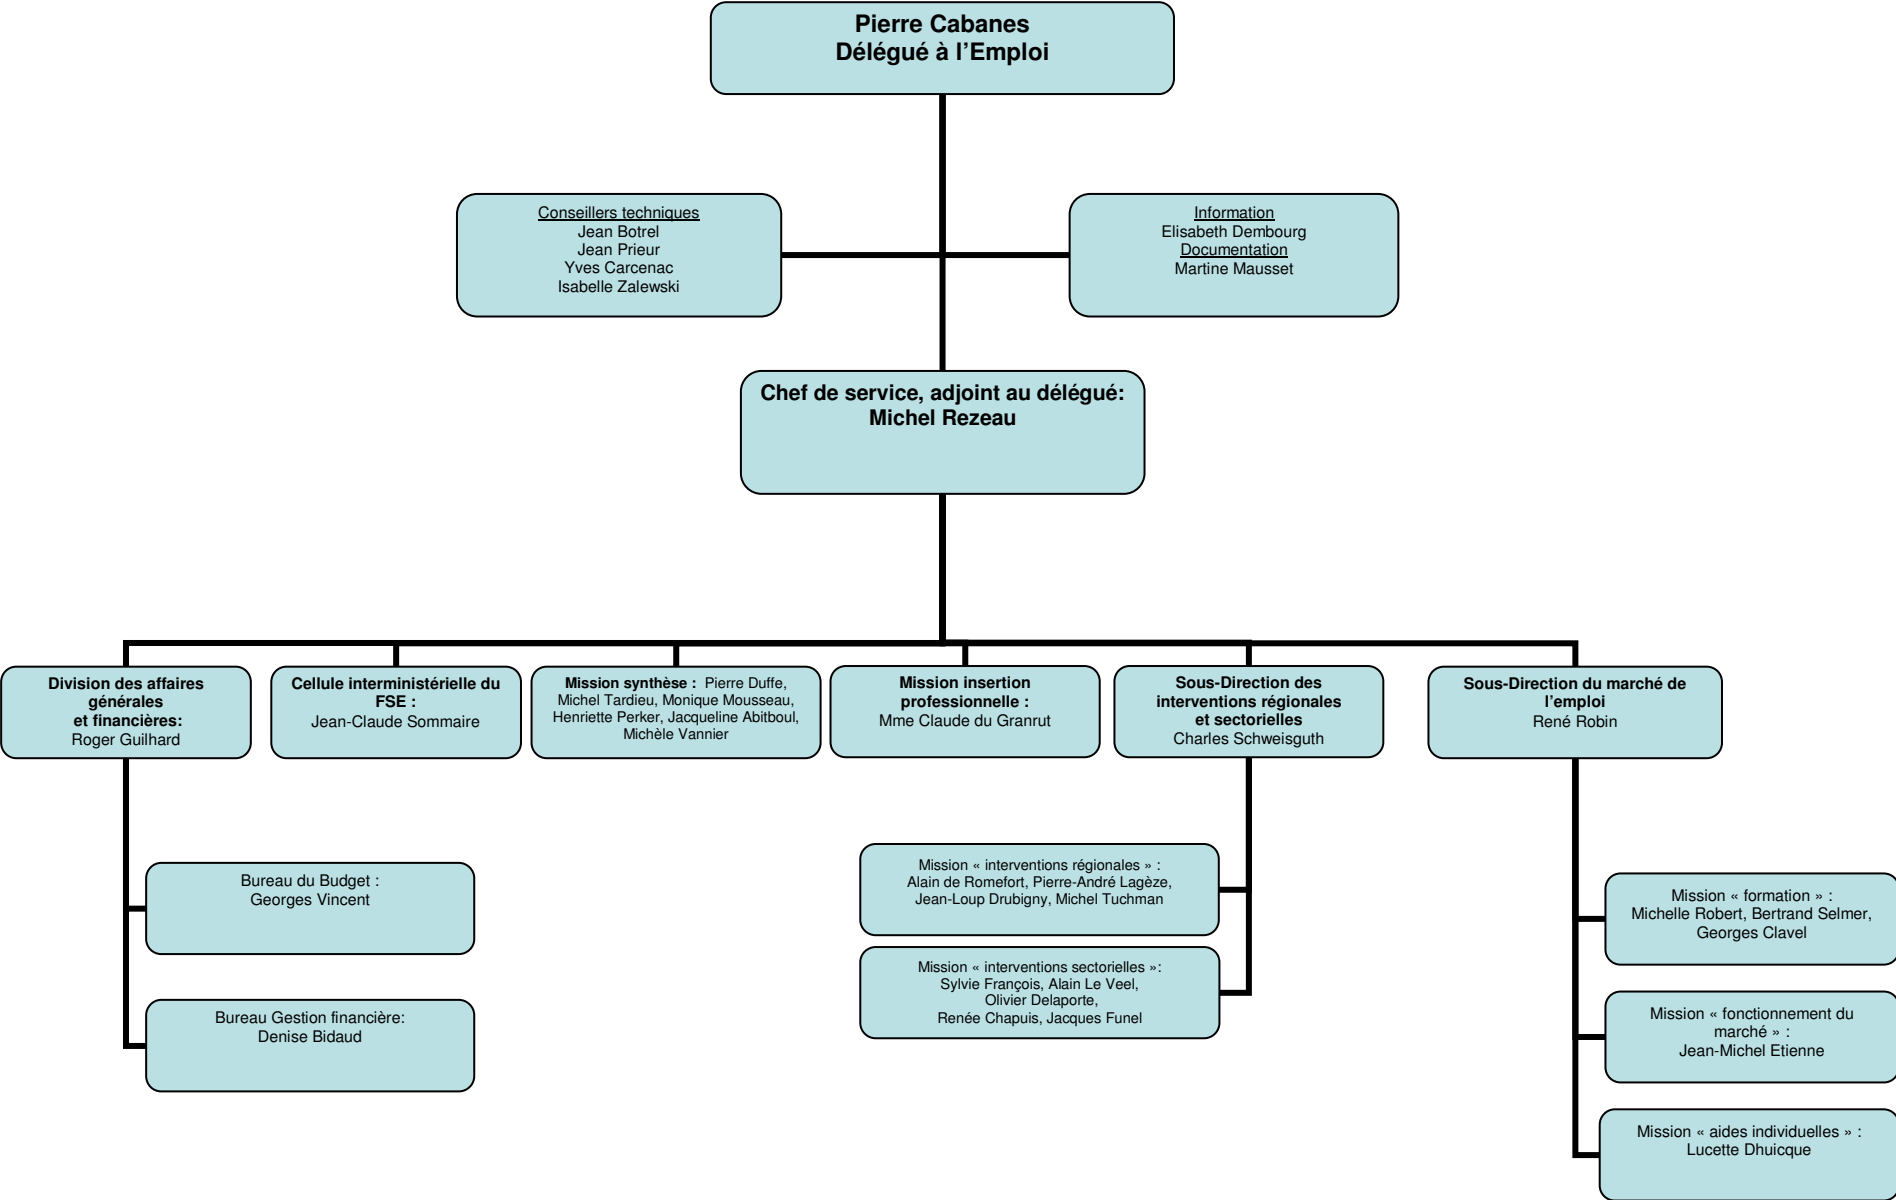 Pierre Cabanes
Délégué à l’Emploi
Conseillers techniques
Jean Botrel
Jean Prieur
Yves Carcenac
Isabelle Zalewski
Information
Elisabeth Dembourg
Documentation
Martine Mausset
Chef de service, adjoint au délégué:
Michel Rezeau
Division des affaires
générales
et financières:
Roger Guilhard
Cellule interministérielle du
FSE :
Jean-Claude Sommaire
Mission synthèse : Pierre Duffe,
Michel Tardieu, Monique Mousseau,
Henriette Perker, Jacqueline Abitboul,
Michèle Vannier
Mission insertion
professionnelle :
Mme Claude du Granrut
Sous-Direction des
interventions régionales
et sectorielles
Charles Schweisguth
Sous-Direction du marché de
l’emploi
René Robin
Bureau du Budget :
Georges Vincent
Bureau Gestion financière:
Denise Bidaud
Mission « interventions régionales » :
Alain de Romefort, Pierre-André Lagèze,
Jean-Loup Drubigny, Michel Tuchman
Mission « interventions sectorielles »:
Sylvie François, Alain Le Veel,
Olivier Delaporte,
Renée Chapuis, Jacques Funel
Mission « formation » :
Michelle Robert, Bertrand Selmer,
Georges Clavel
Mission « fonctionnement du
marché » :
Jean-Michel Etienne
Mission « aides individuelles » :
Lucette Dhuicque